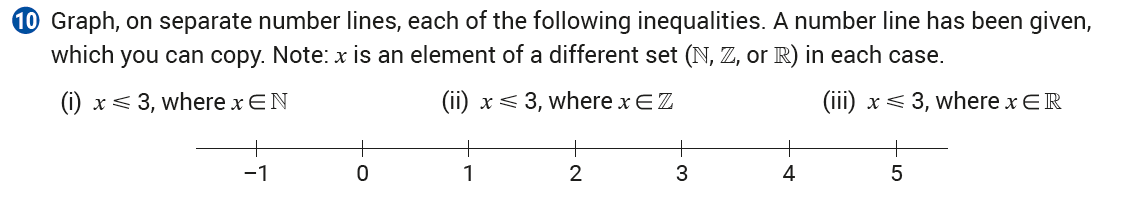 10 Graph, on separate number lines, each of the following inequalities. A number line has been given,
which you can copy. Note: x is an element of a different set (ℕ, ℤ, or ℝ) in each case.
(i) x ⩽ 3, where x ∈ ℕ (ii) x ⩽ 3, where x ∈ ℤ (iii) x ⩽ 3, where x ∈ ℝ
−1 0 1 2 3 4 5